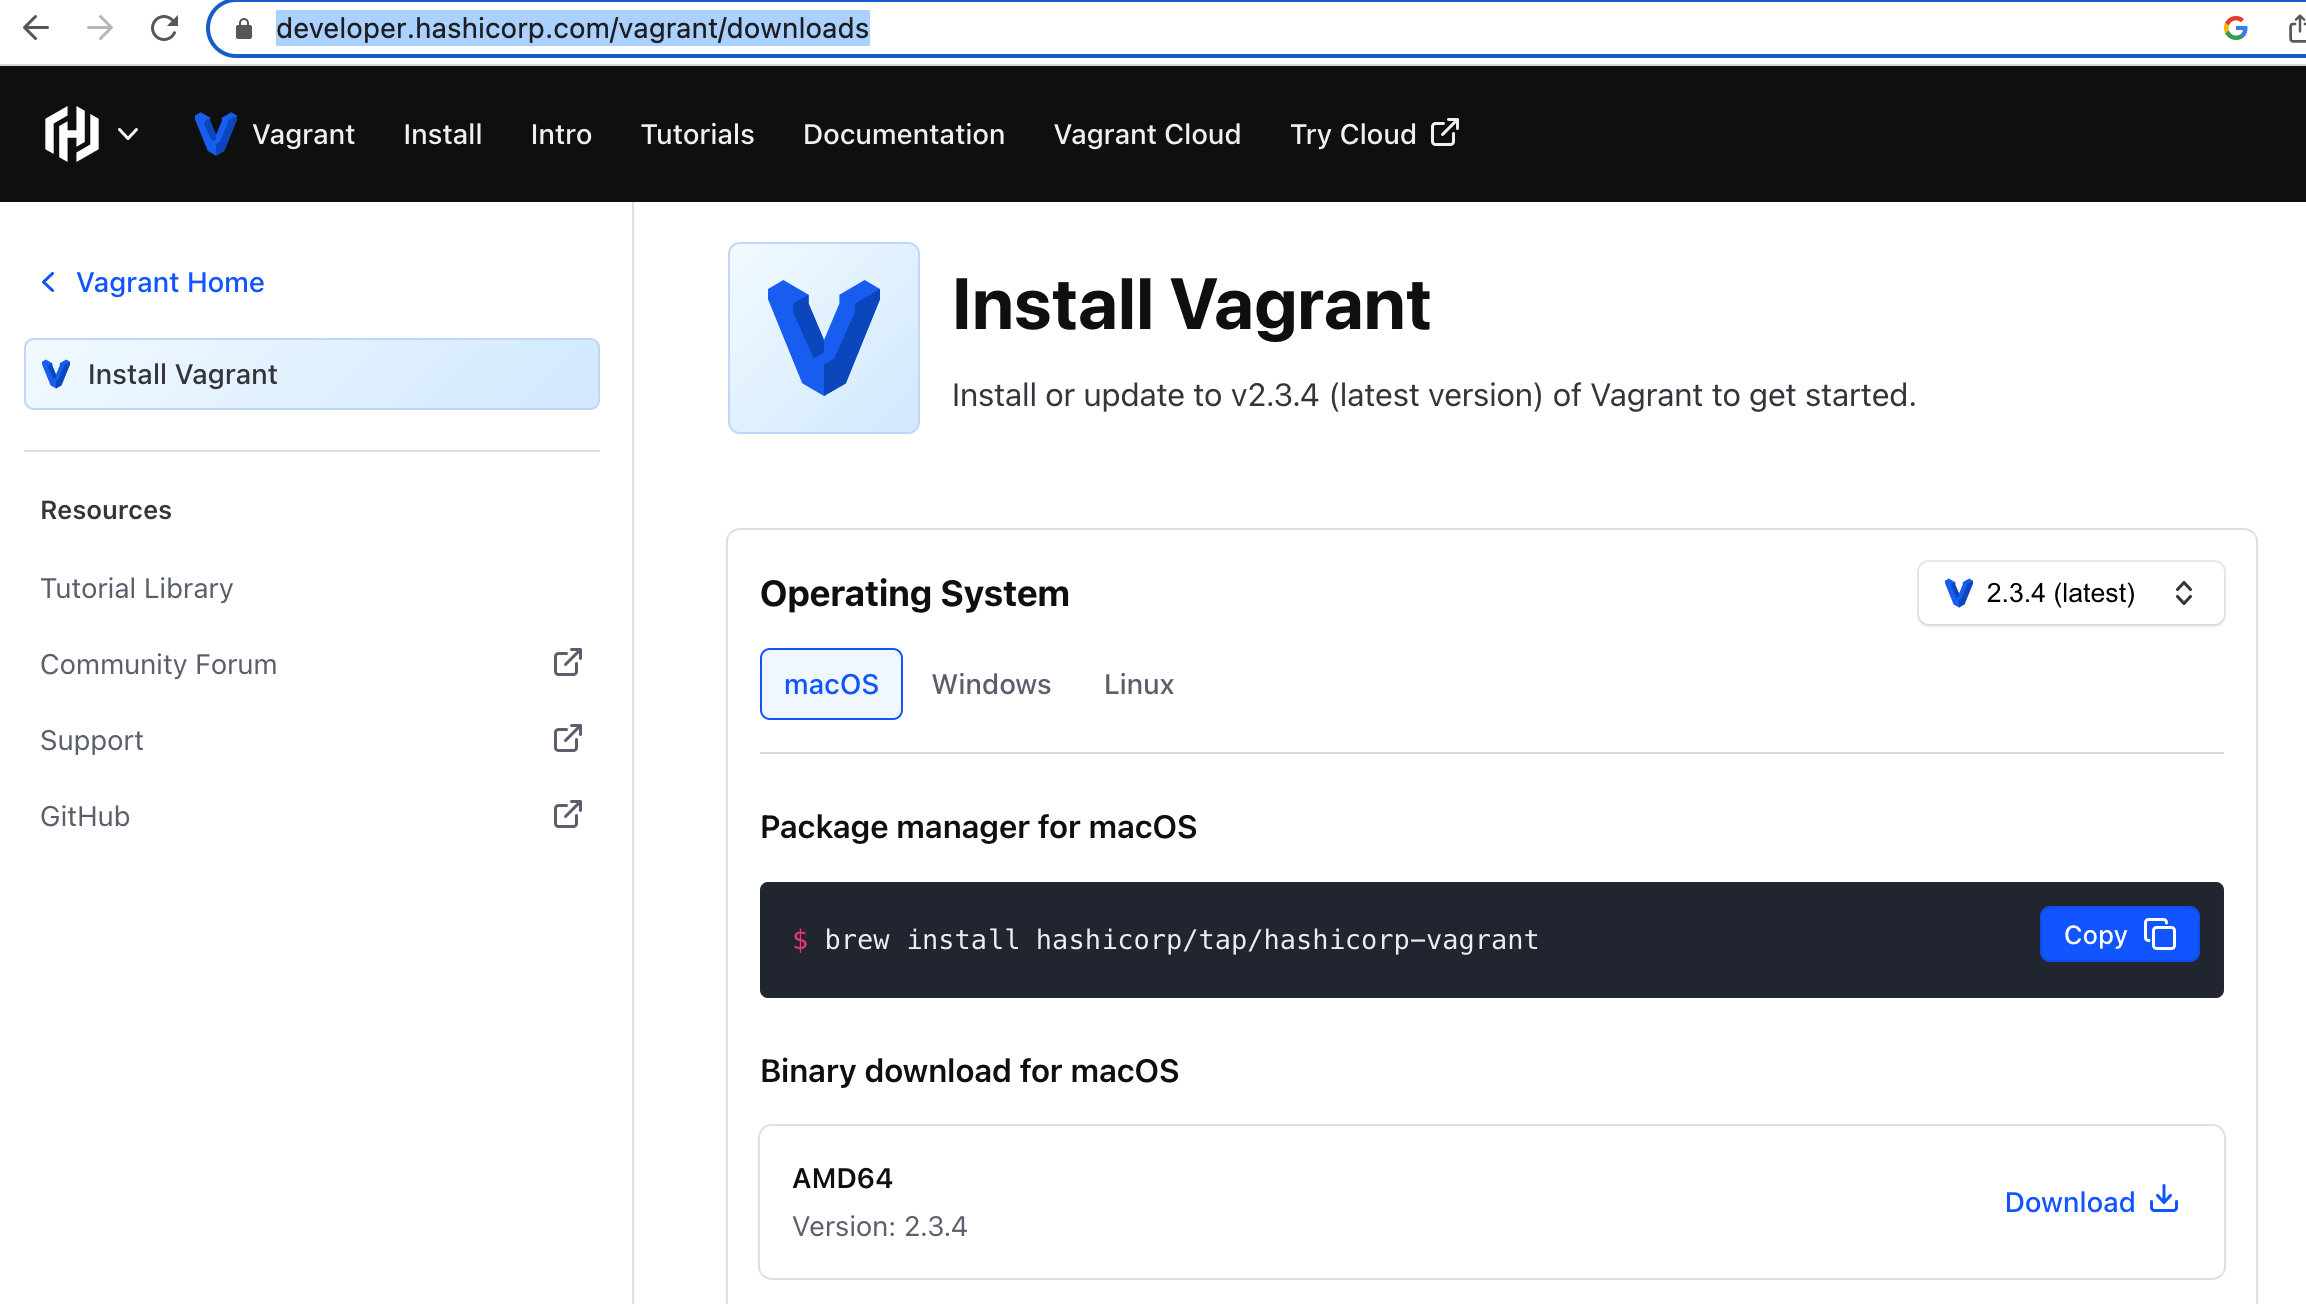 developer.hashicorp.com/vagrant/downloads
Vagrant Install Intro Tutorials Documentation Vagrant Cloud Try Cloud
Vagrant Home
Install Vagrant
Resources
Tutorial Library
Community Forum
Support
GitHub
Install Vagrant
Install or update to v2.3.4 (latest version) of Vagrant to get started.
Operating System
2.3.4 (latest)
macOS Windows Linux
Package manager for macOS
$ brew install hashicorp/tap/hashicorp-vagrant
Copy
Binary download for macOS
AMD64
Version: 2.3.4
Download